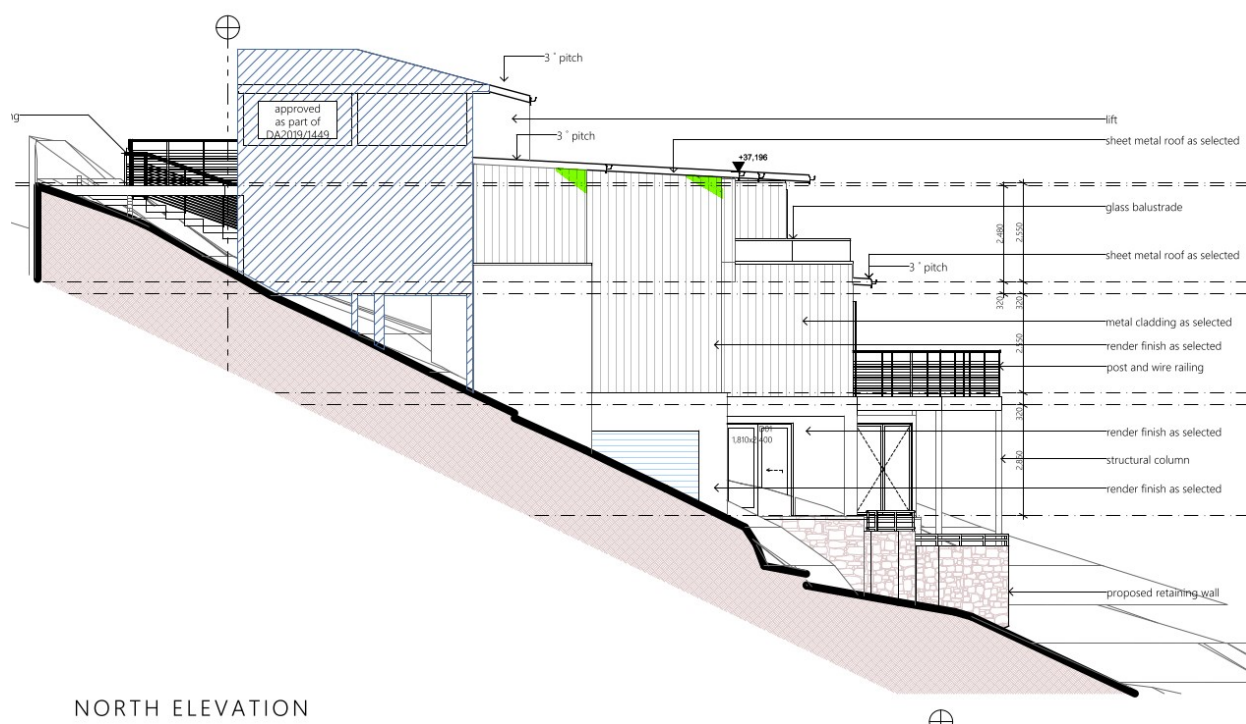 3° pitch
approved
as part of
DA2019/1449
lift
3° pitch
sheet metal roof as selected
+37,196
glass balustrade
2,480
2,550
sheet metal roof as selected
3° pitch
320
320
metal cladding as selected
render finish as selected
2,550
post and wire railing
320
render finish as selected
1,810x2,400
structural column
2,850
render finish as selected
proposed retaining wall
NORTH ELEVATION